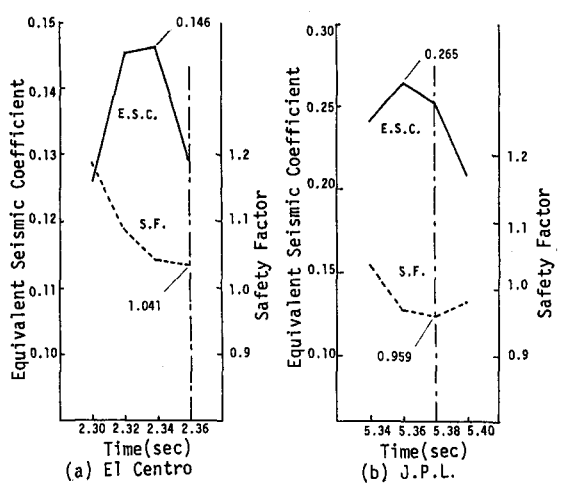 0.15
0.14
0.13
0.12
0.11
0.10
Equivalent Seismic Coefficient
0.146
E.S.C.
S.F.
1.041
1.2
1.1
1.0
0.9
Safety Factor
2.30 2.32 2.34 2.36
Time(sec)
(a) El Centro
0.30
0.25
0.20
0.15
0.10
Equivalent Seismic Coefficient
0.265
E.S.C.
S.F.
0.959
1.2
1.1
1.0
0.9
Safety Factor
5.34 5.36 5.38 5.40
Time(sec)
(b) J.P.L.